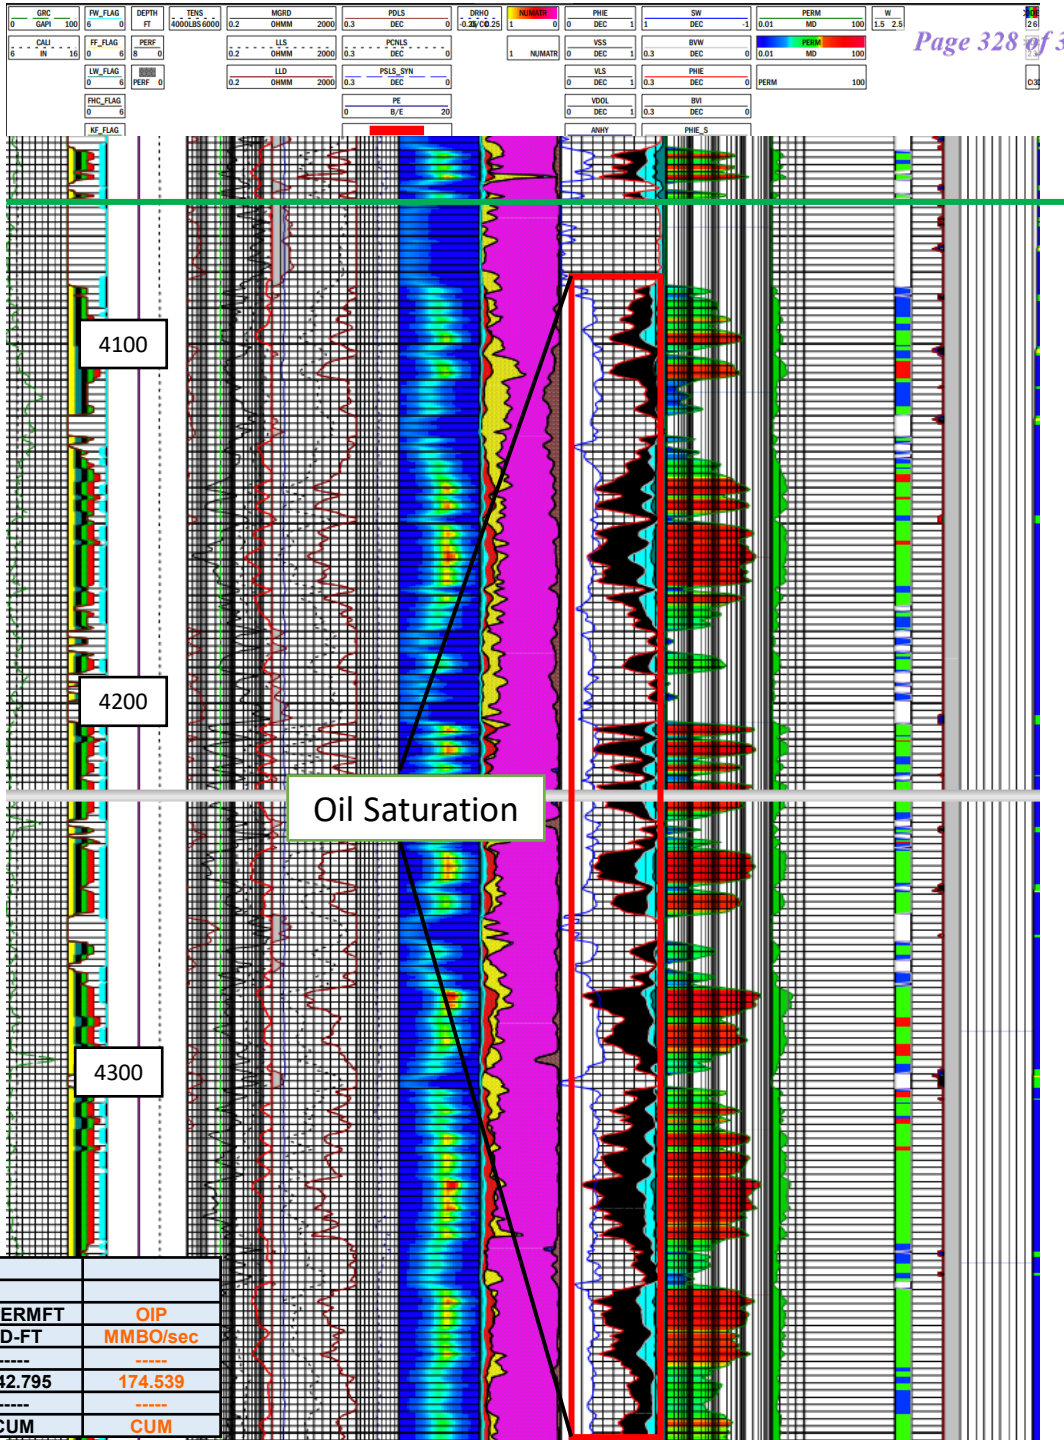 GRC FW_FLAG DEPTH TENS MGRD PDLS DRHO NUMATR PHIE SW PERM W
0 GAPI 100 0 6 FT 0.2 OHMM 2000 0.3 DEC 0 1 0 0 DEC 1 1 DEC -1 0.01 MD 100 1.5 2.5
Page 328 of 3
CALI FF_FLAG PERF LLS PCNLS VSS BVW PERM
6 IN 16 0 6 8 0 0.2 OHMM 2000 0.3 DEC 0 1 NUMATR 0 DEC 1 0.3 DEC 0 0.01 MD 100
LW_FLAG LLD PSLS_SYN VLS PHIE
0 6 PERF 0 0.2 OHMM 2000 0.3 DEC 0 0 DEC 1 0.3 DEC 0 PERM 100
FHC_FLAG PE VDOL BVI
0 6 0 B/E 20 0 DEC 1 0.3 DEC 0
KF_FLAG ANHY PHIE_S
4100
4200
Oil Saturation
4300
ERMFT OIP
D-FT MMBO/sec
----- -----
42.795 174.539
----- -----
CUM CUM